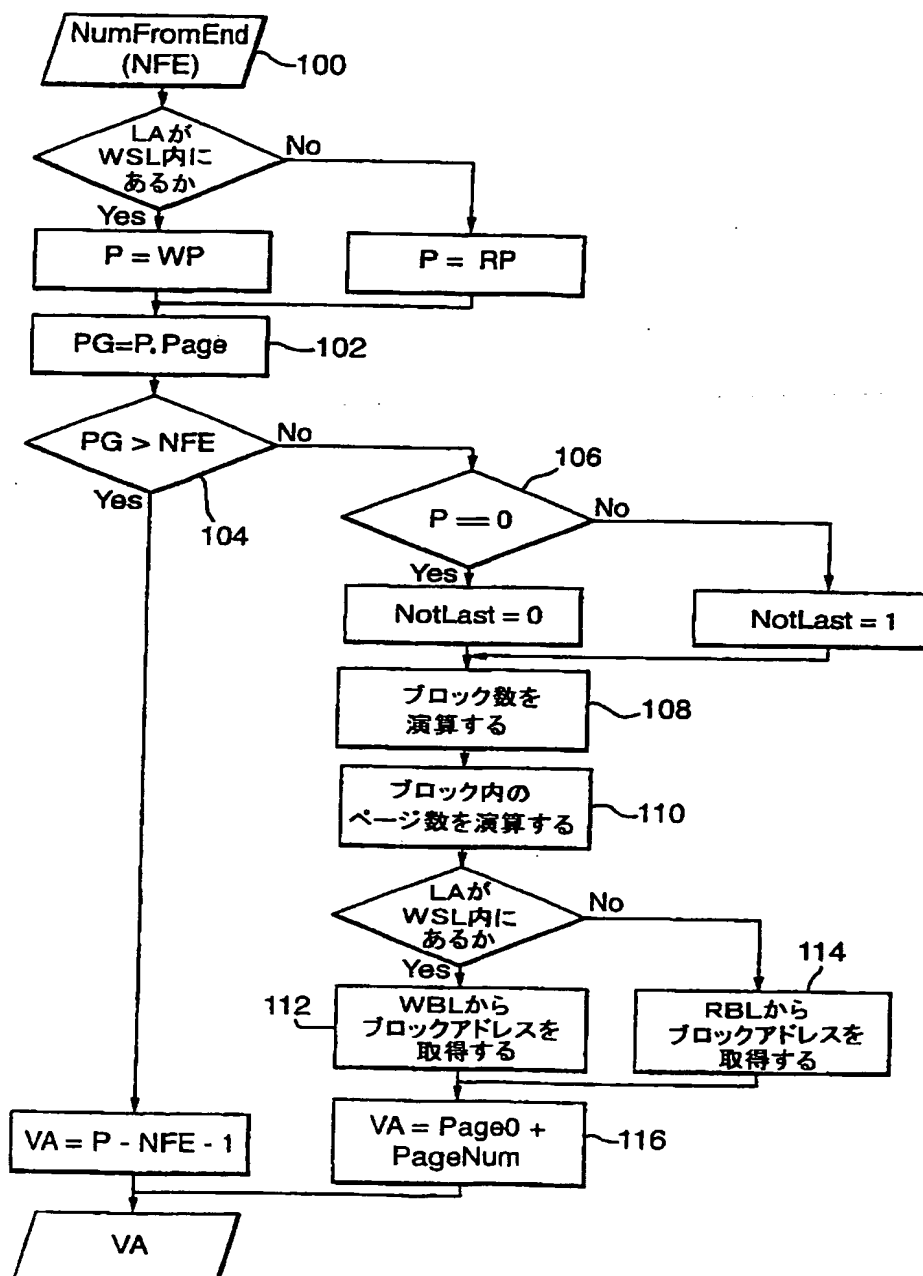 NumFromEnd
(NFE)
100
LAが
WSL内に
あるか
No
Yes
P = WP
P = RP
PG=P.Page
102
PG > NFE
No
Yes
104
106
P == 0
No
Yes
NotLast = 0
NotLast = 1
ブロック数を
演算する
108
ブロック内の
ページ数を演算する
110
LAが
WSL内に
あるか
No
Yes
112
WBLから
ブロックアドレスを
取得する
114
RBLから
ブロックアドレスを
取得する
VA = P - NFE - 1
VA = Page0 +
PageNum
116
VA